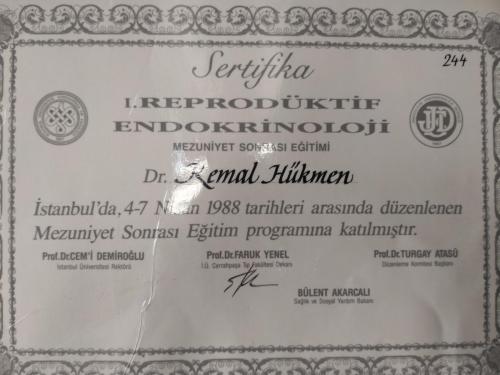 244
Sertifika
I.REPRODÜKTİF
ENDOKRİNOLOJİ
MEZUNİYET SONRASI EĞİTİMİ
Dr. Kemal Hükmen
İstanbul'da, 4-7 Nisan 1988 tarihleri arasında düzenlenen
Mezuniyet Sonrası Eğitim programına katılmıştır.
Prof.Dr.CEM'İ DEMİROĞLU
İstanbul Üniversitesi Rektörü
Prof.Dr.FARUK YENEL
İ.Ü. Cerrahpaşa Tıp Fakültesi Dekanı
Prof.Dr.TURGAY ATASÜ
Düzenleme Komitesi Başkanı
BÜLENT AKARCALI
Sağlık ve Sosyal Yardım Bakanı